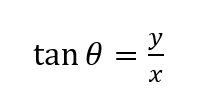 tan θ = y/x